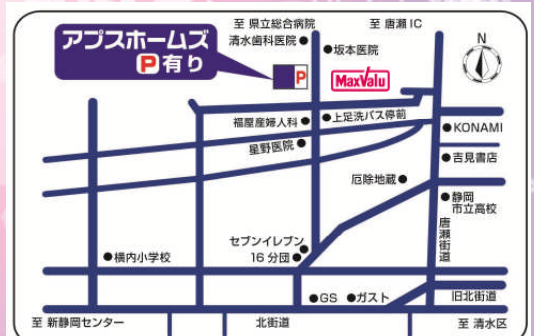 至 県立総合病院
至 唐瀬 IC
アプスホームズ
P有り
清水歯科医院
坂本医院
N
P
MaxValu
福屋産婦人科
上足洗バス停前
KONAMI
星野医院
吉見書店
厄除地蔵
静岡
市立高校
唐瀬街道
セブンイレブン
16分団
横内小学校
GS
ガスト
旧北街道
至 新静岡センター
北街道
至 清水区